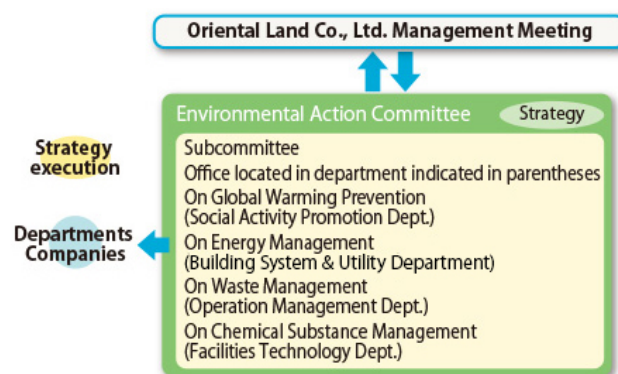 Oriental Land Co., Ltd. Management Meeting
Environmental Action Committee
Strategy
Strategy
execution
Departments
Companies
Subcommittee
Office located in department indicated in parentheses
On Global Warming Prevention
(Social Activity Promotion Dept.)
On Energy Management
(Building System & Utility Department)
On Waste Management
(Operation Management Dept.)
On Chemical Substance Management
(Facilities Technology Dept.)